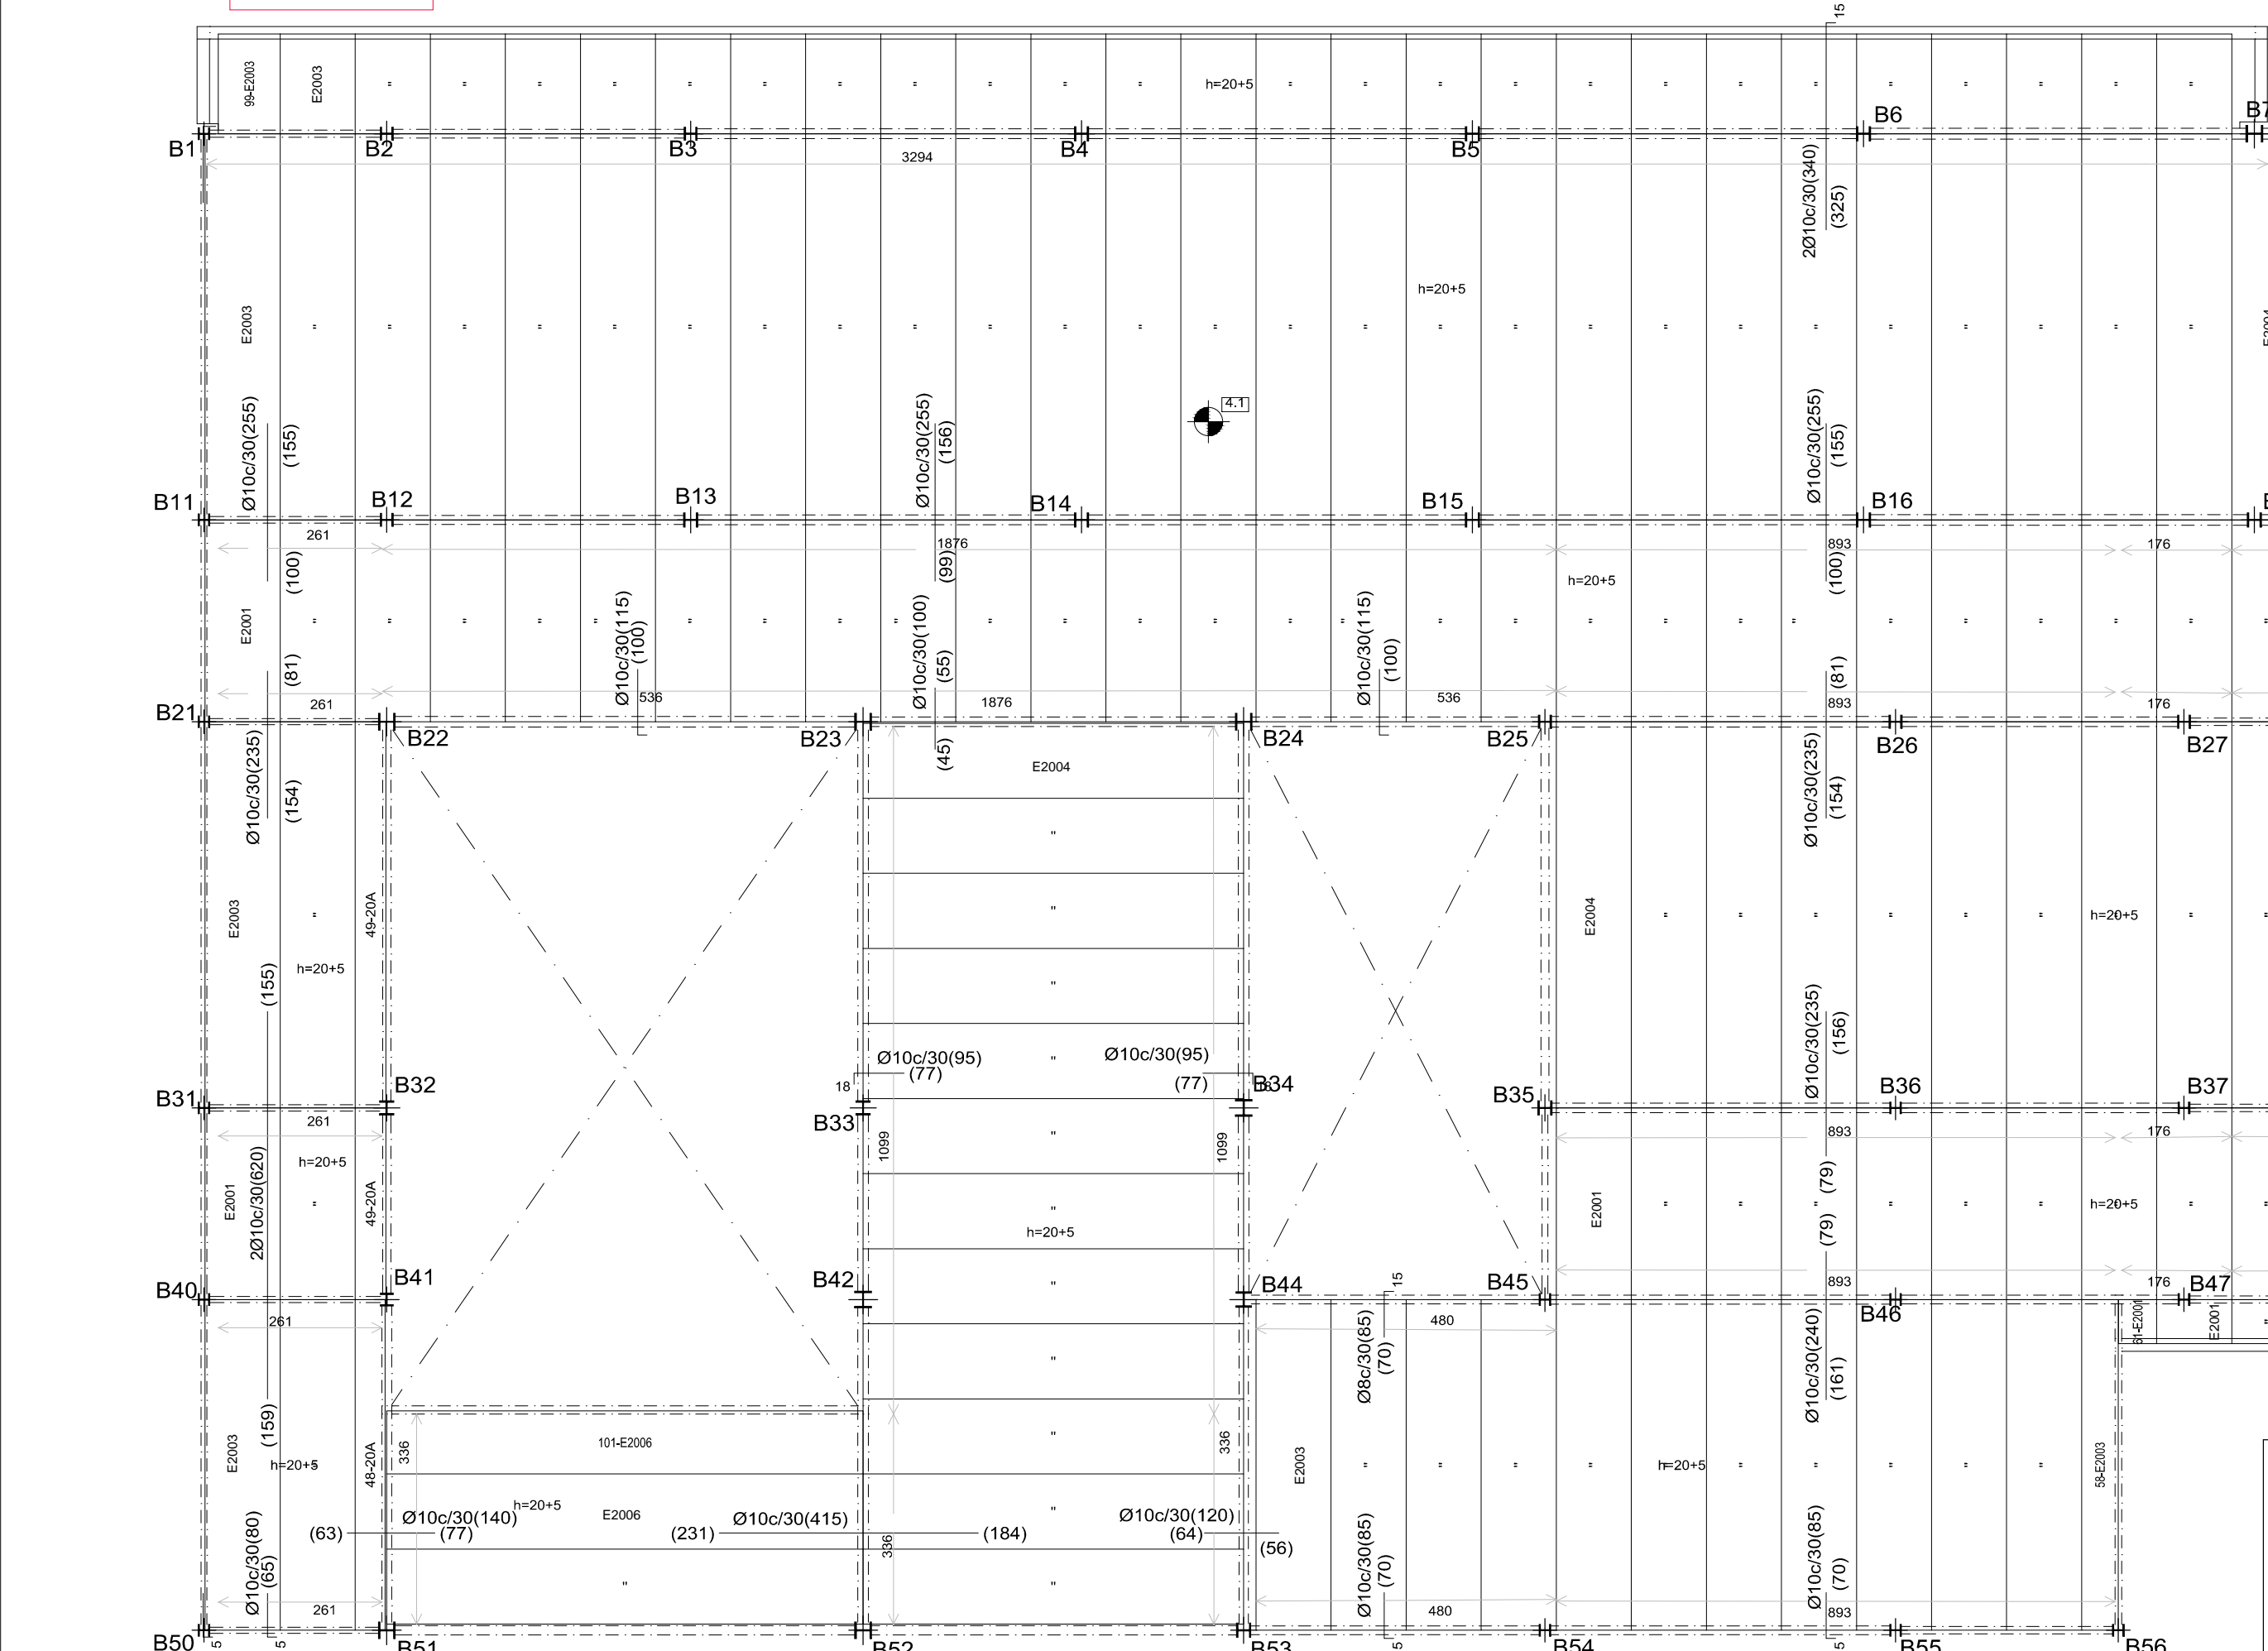 15
99-E2003
E2003
h=20+5
B1
B2
B3
B4
B5
B6
3294
2Ø10c/30(340)
(325)
h=20+5
E2003
4.1
Ø10c/30(255)
(155)
Ø10c/30(255)
(156)
Ø10c/30(255)
(155)
B11
B12
B13
B14
B15
B16
261
1876
893
176
(100)
(99)
(100)
h=20+5
E2001
Ø10c/30(115)
(100)
Ø10c/30(100)
(55)
Ø10c/30(115)
(100)
(81)
(81)
261
536
1876
536
893
176
B21
B22
B23
B24
B25
B26
B27
Ø10c/30(235)
(154)
(45)
E2004
Ø10c/30(235)
(154)
E2003
49-20A
E2004
h=20+5
h=20+5
(155)
Ø10c/30(95)
(77)
18
Ø10c/30(95)
(77)
18
Ø10c/30(235)
(156)
B31
B32
B33
B34
B35
B36
B37
261
1099
1099
893
176
h=20+5
2Ø10c/30(620)
E2001
49-20A
(79)
E2001
h=20+5
h=20+5
(79)
B40
B41
B42
B44
B45
B46
B47
15
261
480
893
176
61-E2001
E2001
Ø8c/30(85)
(70)
Ø10c/30(240)
(161)
(159)
E2003
h=20+5
48-20A
336
101-E2006
336
E2003
h=20+5
58-E2003
h=20+5
E2006
Ø10c/30(80)
(65)
(63)
Ø10c/30(140)
(77)
(231)
Ø10c/30(415)
(184)
Ø10c/30(120)
(64)
(56)
336
Ø10c/30(85)
(70)
Ø10c/30(85)
(70)
261
480
893
B50
5
5
B51
B52
B53
5
B54
5
B55
B56